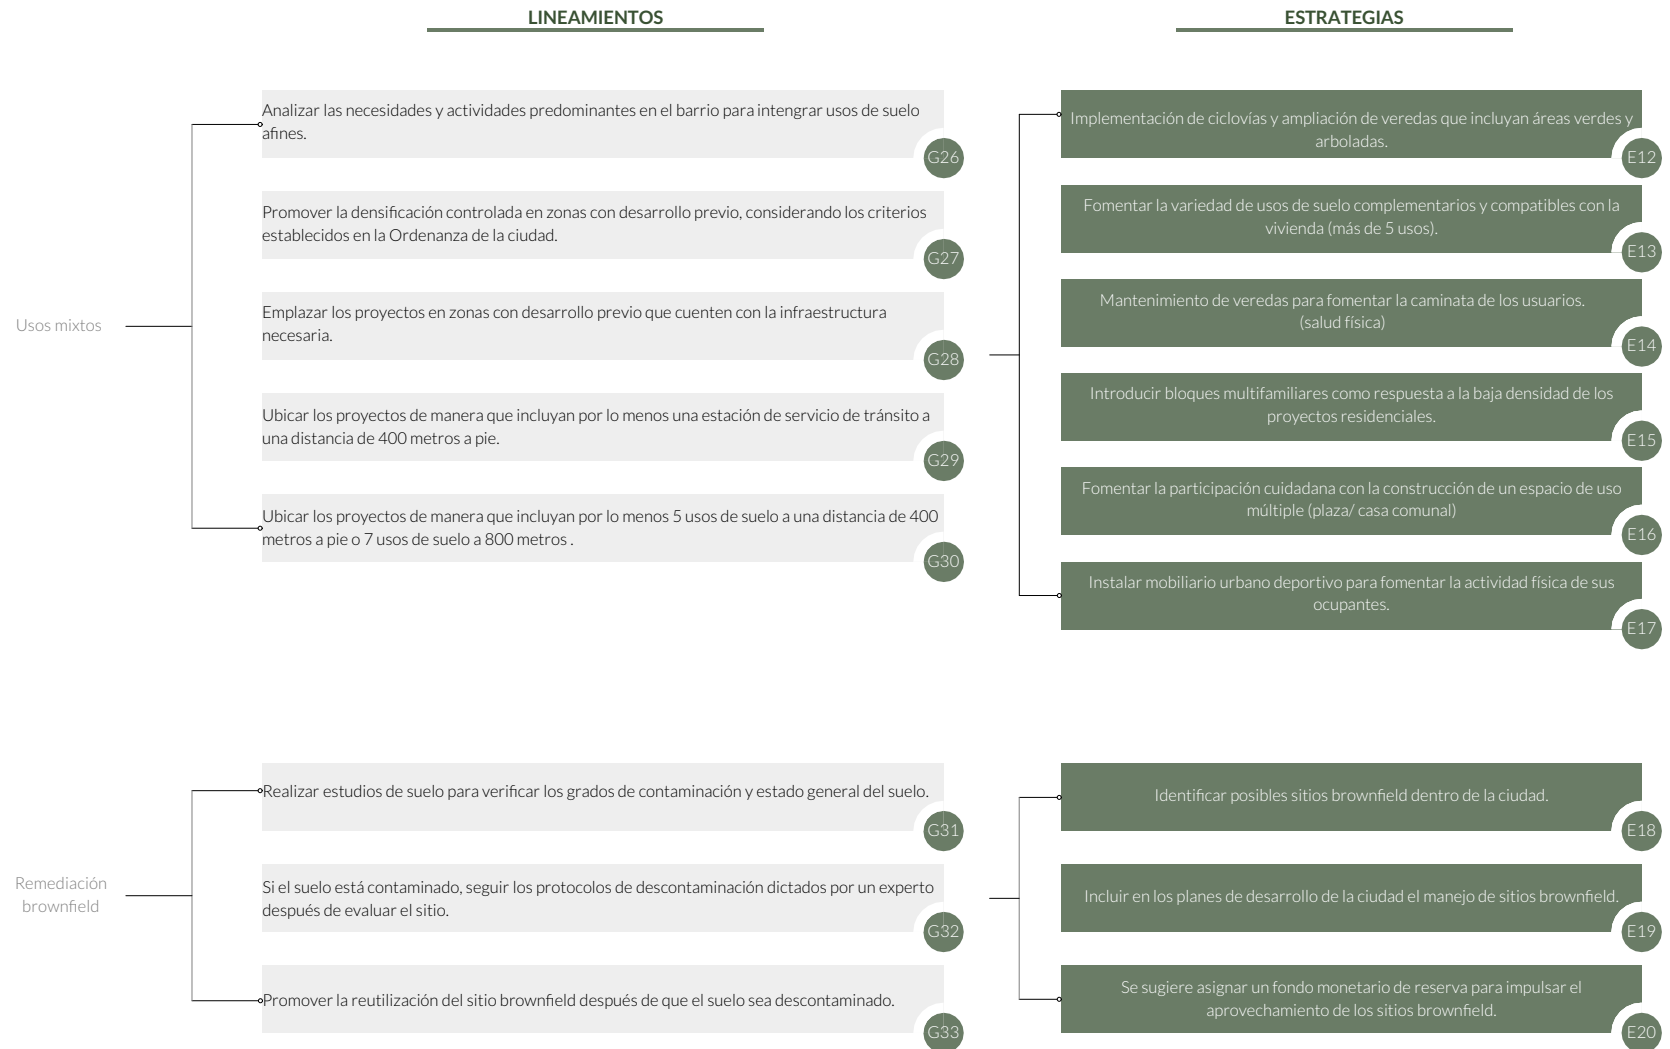 LINEAMIENTOS
ESTRATEGIAS
Usos mixtos
Analizar las necesidades y actividades predominantes en el barrio para intengrar usos de suelo
afines.
G26
Promover la densificación controlada en zonas con desarrollo previo, considerando los criterios
establecidos en la Ordenanza de la ciudad.
G27
Emplazar los proyectos en zonas con desarrollo previo que cuenten con la infraestructura
necesaria.
G28
Ubicar los proyectos de manera que incluyan por lo menos una estación de servicio de tránsito a
una distancia de 400 metros a pie.
G29
Ubicar los proyectos de manera que incluyan por lo menos 5 usos de suelo a una distancia de 400
metros a pie o 7 usos de suelo a 800 metros .
G30
Implementación de ciclovías y ampliación de veredas que incluyan áreas verdes y
arboladas.
E12
Fomentar la variedad de usos de suelo complementarios y compatibles con la
vivienda (más de 5 usos).
E13
Mantenimiento de veredas para fomentar la caminata de los usuarios.
(salud física)
E14
Introducir bloques multifamiliares como respuesta a la baja densidad de los
proyectos residenciales.
E15
Fomentar la participación cuidadana con la construcción de un espacio de uso
múltiple (plaza/ casa comunal)
E16
Instalar mobiliario urbano deportivo para fomentar la actividad física de sus
ocupantes.
E17
Remediación
brownfield
Realizar estudios de suelo para verificar los grados de contaminación y estado general del suelo.
G31
Si el suelo está contaminado, seguir los protocolos de descontaminación dictados por un experto
después de evaluar el sitio.
G32
Promover la reutilización del sitio brownfield después de que el suelo sea descontaminado.
G33
Identificar posibles sitios brownfield dentro de la ciudad.
E18
Incluir en los planes de desarrollo de la ciudad el manejo de sitios brownfield.
E19
Se sugiere asignar un fondo monetario de reserva para impulsar el
aprovechamiento de los sitios brownfield.
E20